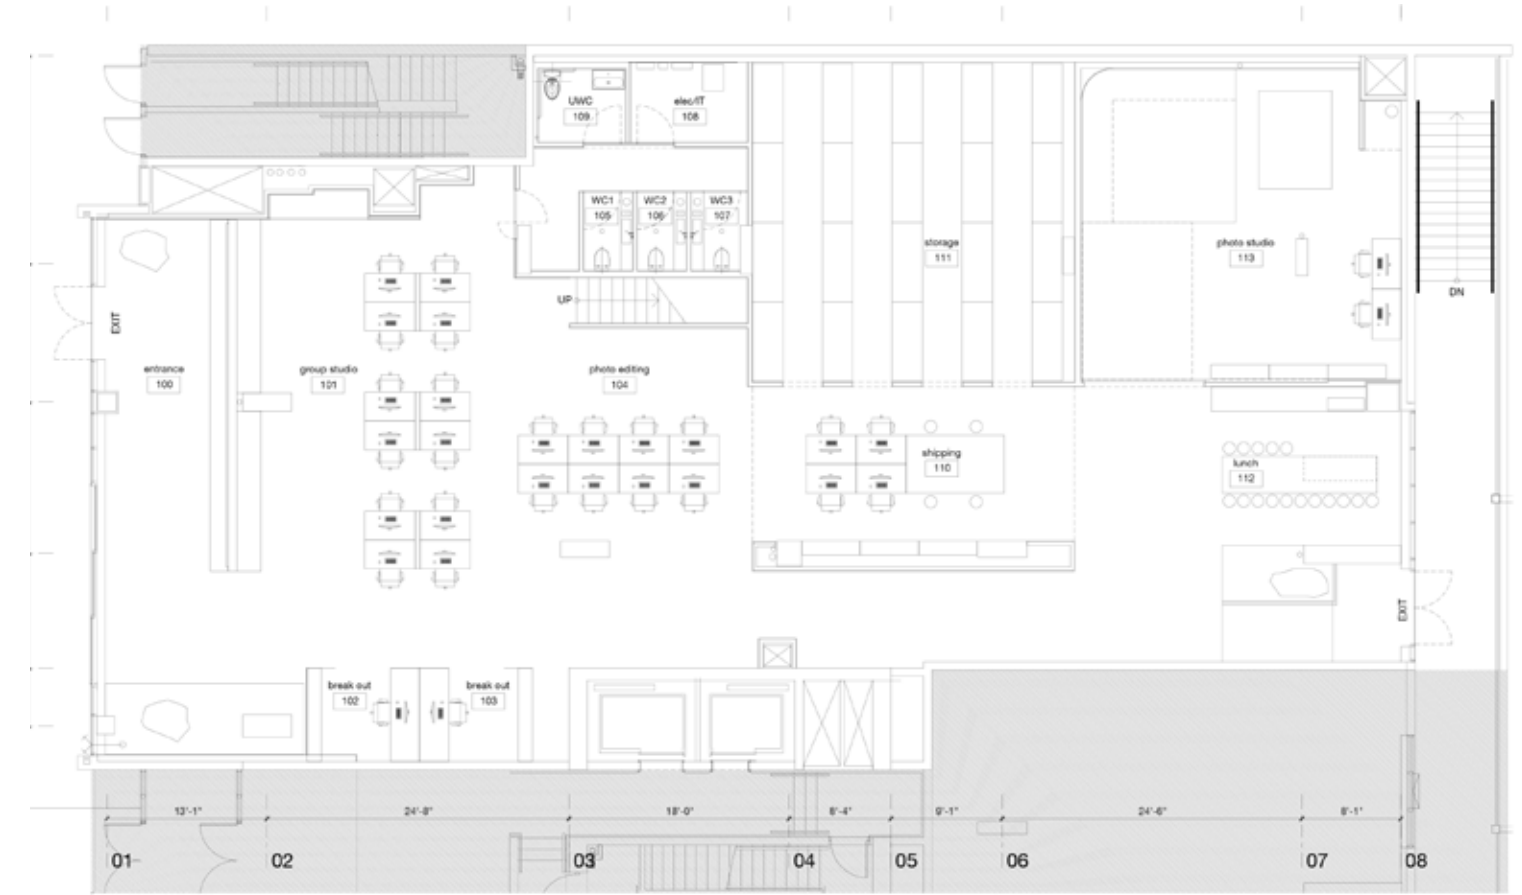 UWC
109
elec/IT
108
WC1
105
WC2
106
WC3
107
storage
111
photo studio
113
UP
DN
EXIT
entrance
100
group studio
101
photo editing
104
shipping
110
lunch
112
EXIT
break out
102
break out
103
24'-8"
18'-0"
8'-4"
9'-1"
24'-6"
8'-1"
01
02
03
04
05
06
07
08